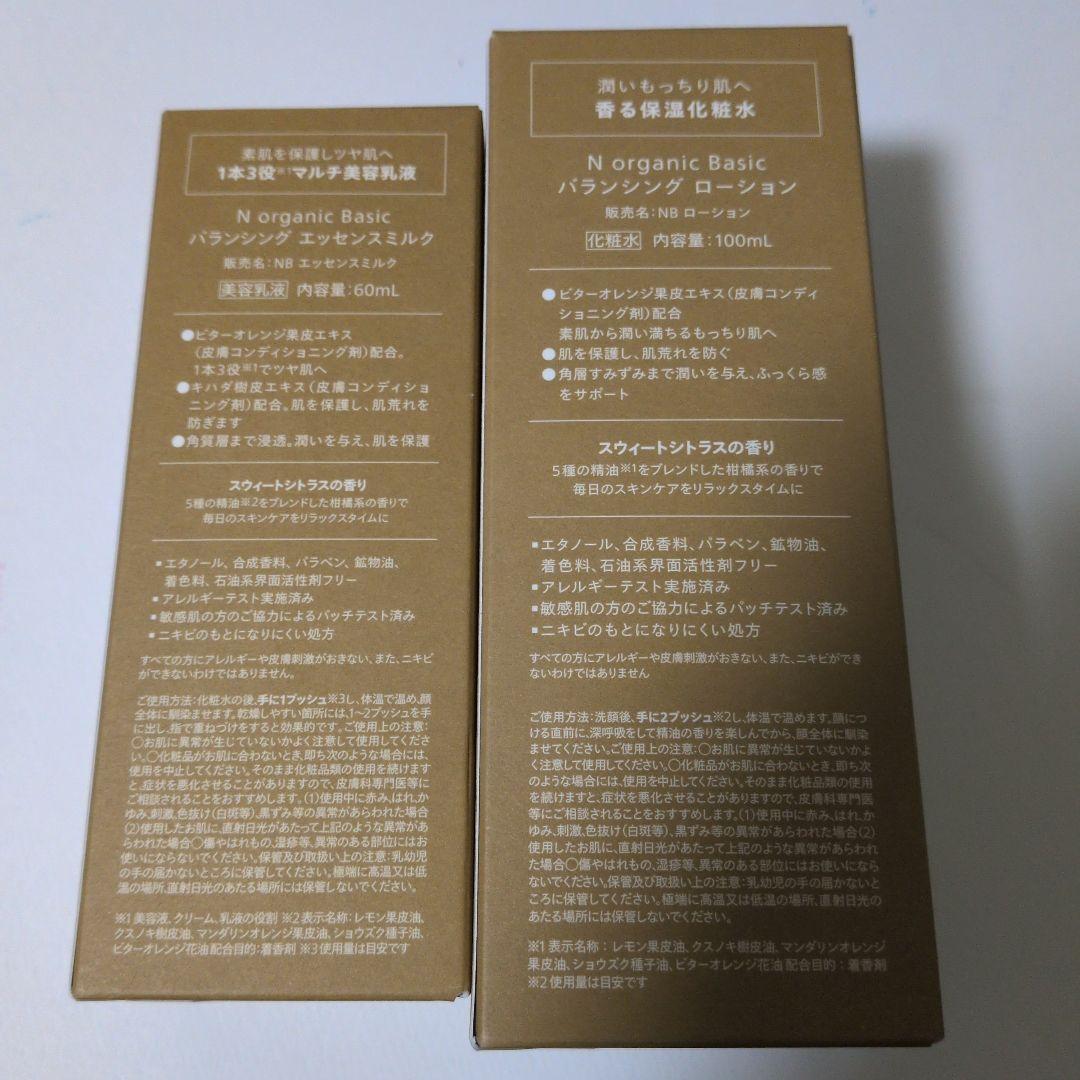 素肌を保護しツヤ肌へ
1本3役※1マルチ美容乳液
N organic Basic
バランシング エッセンスミルク
販売名：NB エッセンスミルク
美容乳液 内容量：60mL
●ビターオレンジ果皮エキス
（皮膚コンディショニング剤）配合。
1本3役※1でツヤ肌へ
●キハダ樹皮エキス（皮膚コンディショ
ニング剤）配合。肌を保護し、肌荒れを
防ぎます
●角質層まで浸透。潤いを与え、肌を保護
スウィートシトラスの香り
5種の精油※2をブレンドした柑橘系の香りで
毎日のスキンケアをリラックスタイムに
▪エタノール、合成香料、パラベン、鉱物油、
着色料、石油系界面活性剤フリー
▪アレルギーテスト実施済み
▪敏感肌の方のご協力によるパッチテスト済み
▪ニキビのもとになりにくい処方
すべての方にアレルギーや皮膚刺激がおきない、また、ニキビ
ができないわけではありません。
ご使用方法：化粧水の後、手に1プッシュ※3し、体温で温め、顔
全体に馴染ませます。乾燥しやすい箇所には、1〜2プッシュを手
に出し、指で重ねづけをすると効果的です。ご使用上の注意：
○お肌に異常が生じていないかよく注意して使用してくださ
い。○化粧品がお肌に合わないとき、即ち次のような場合には、
使用を中止してください。そのまま化粧品類の使用を続けます
と、症状を悪化させることがありますので、皮膚科専門医等に
ご相談されることをおすすめします。(1)使用中に赤み、はれ、か
ゆみ、刺激、色抜け(白斑等)、黒ずみ等の異常があらわれた場合
(2)使用したお肌に、直射日光があたって上記のような異常があ
らわれた場合○傷やはれもの、湿疹等、異常のある部位にはお
使いにならないでください。保管及び取扱い上の注意：乳幼児
の手の届かないところに保管してください。極端に高温又は低
温の場所、直射日光のあたる場所には保管しないでください。
※1 美容液、クリーム、乳液の役割 ※2 表示名称：レモン果皮油、
クスノキ樹皮油、マンダリンオレンジ果皮油、ショウズク種子油、
ビターオレンジ花油 配合目的：着香剤 ※3 使用量は目安です
潤いもっちり肌へ
香る保湿化粧水
N organic Basic
バランシング ローション
販売名：NB ローション
化粧水 内容量：100mL
●ビターオレンジ果皮エキス（皮膚コンディ
ショニング剤）配合
素肌から潤い満ちるもっちり肌へ
●肌を保護し、肌荒れを防ぐ
●角層すみずみまで潤いを与え、ふっくら感
をサポート
スウィートシトラスの香り
5種の精油※1をブレンドした柑橘系の香りで
毎日のスキンケアをリラックスタイムに
▪エタノール、合成香料、パラベン、鉱物油、
着色料、石油系界面活性剤フリー
▪アレルギーテスト実施済み
▪敏感肌の方のご協力によるパッチテスト済み
▪ニキビのもとになりにくい処方
すべての方にアレルギーや皮膚刺激がおきない、また、ニキビができ
ないわけではありません
ご使用方法：洗顔後、手に2プッシュ※2し、体温で温めます。顔につ
ける直前に、深呼吸をして精油の香りを楽しんでから、顔全体に馴染
ませてください。ご使用上の注意：○お肌に異常が生じていないかよ
く注意して使用してください。○化粧品がお肌に合わないとき、即ち次
のような場合には、使用を中止してください。そのまま化粧品類の使用
を続けますと、症状を悪化させることがありますので、皮膚科専門医
等にご相談されることをおすすめします。(1)使用中に赤み、はれ、か
ゆみ、刺激、色抜け(白斑等)、黒ずみ等の異常があらわれた場合(2)
使用したお肌に、直射日光があたって上記のような異常があらわれ
た場合○傷やはれもの、湿疹等、異常のある部位にはお使いになら
ないでください。保管及び取扱い上の注意：乳幼児の手の届かないと
ころに保管してください。極端に高温又は低温の場所、直射日光の
あたる場所には保管しないでください。
※1 表示名称：レモン果皮油、クスノキ樹皮油、マンダリンオレンジ
果皮油、ショウズク種子油、ビターオレンジ花油 配合目的：着香剤
※2 使用量は目安です